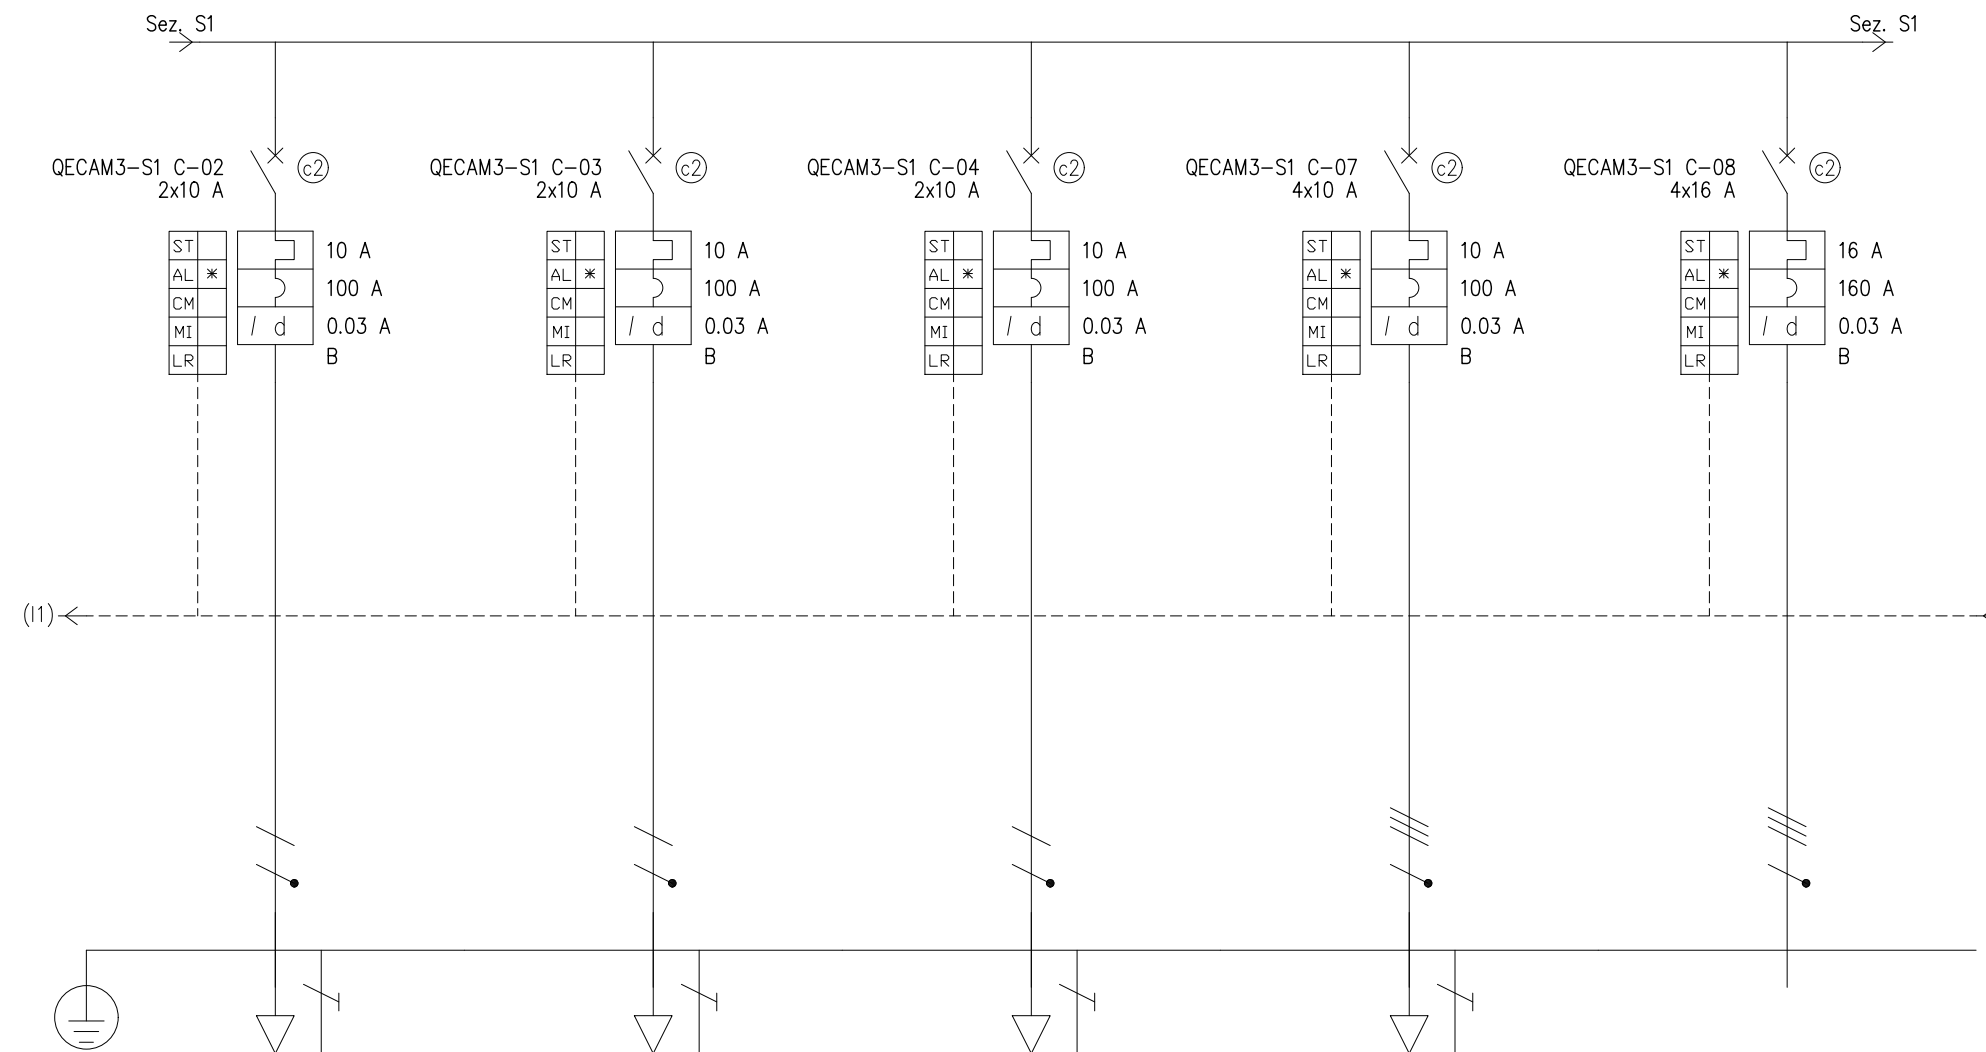 Sez. S1
Sez. S1
QECAM3-S1 C-02
2x10 A
c2
ST
AL *
CM
MI
LR
10 A
100 A
I d
0.03 A
B
QECAM3-S1 C-03
2x10 A
c2
ST
AL *
CM
MI
LR
10 A
100 A
I d
0.03 A
B
QECAM3-S1 C-04
2x10 A
c2
ST
AL *
CM
MI
LR
10 A
100 A
I d
0.03 A
B
QECAM3-S1 C-07
4x10 A
c2
ST
AL *
CM
MI
LR
10 A
100 A
I d
0.03 A
B
QECAM3-S1 C-08
4x16 A
c2
ST
AL *
CM
MI
LR
16 A
160 A
I d
0.03 A
B
(I1)